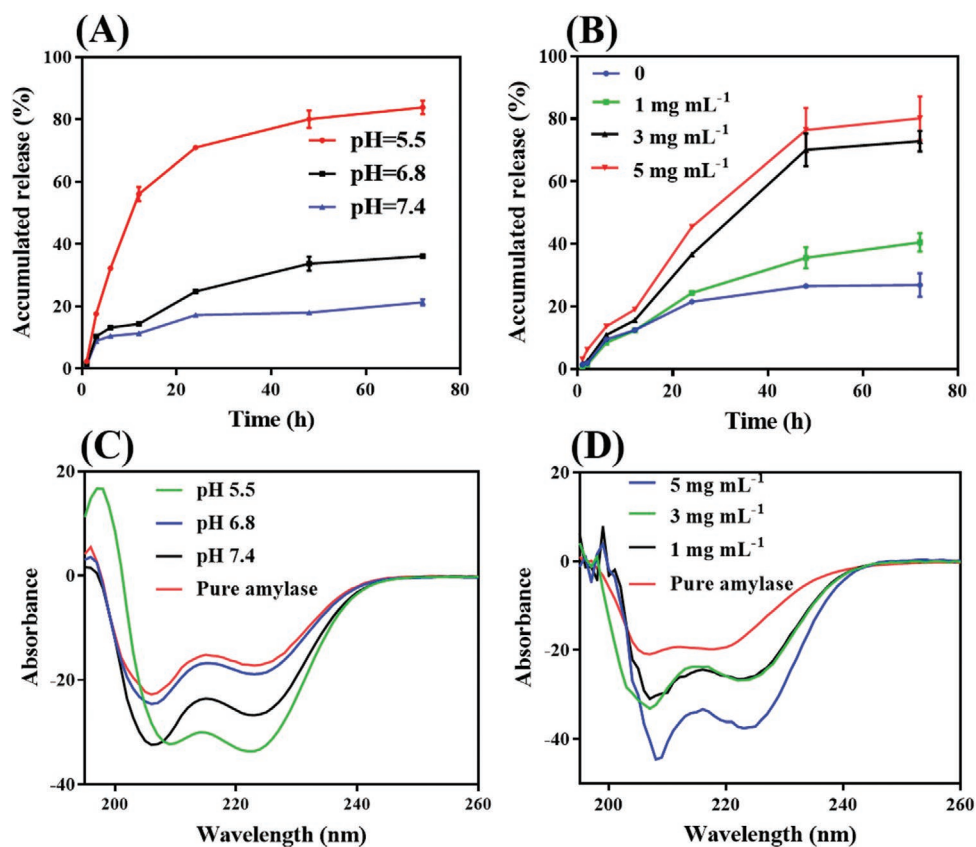 (A)
100
80
60
40
20
0
Accumulated release (%)
pH=5.5
pH=6.8
pH=7.4
0 20 40 60 80
Time (h)
(B)
100
80
60
40
20
0
Accumulated release (%)
0
1 mg mL⁻¹
3 mg mL⁻¹
5 mg mL⁻¹
0 20 40 60 80
Time (h)
(C)
20
0
-20
-40
Absorbance
pH 5.5
pH 6.8
pH 7.4
Pure amylase
200 220 240 260
Wavelength (nm)
(D)
20
0
-20
-40
Absorbance
5 mg mL⁻¹
3 mg mL⁻¹
1 mg mL⁻¹
Pure amylase
200 220 240 260
Wavelength (nm)